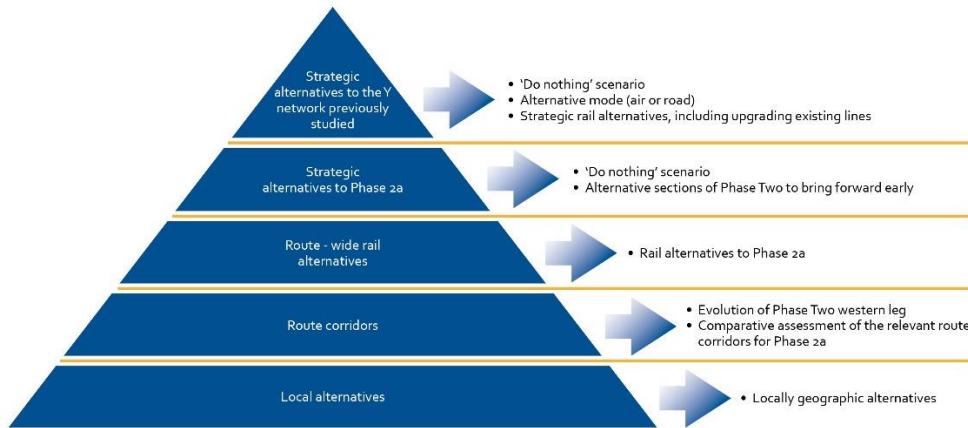 Strategic
alternatives to the Y
network previously
studied
• 'Do nothing' scenario
• Alternative mode (air or road)
• Strategic rail alternatives, including upgrading existing lines
Strategic
alternatives to Phase 2a
• 'Do nothing' scenario
• Alternative sections of Phase Two to bring forward early
Route - wide rail
alternatives
• Rail alternatives to Phase 2a
Route corridors
• Evolution of Phase Two western leg
• Comparative assessment of the relevant route
corridors for Phase 2a
Local alternatives
• Locally geographic alternatives